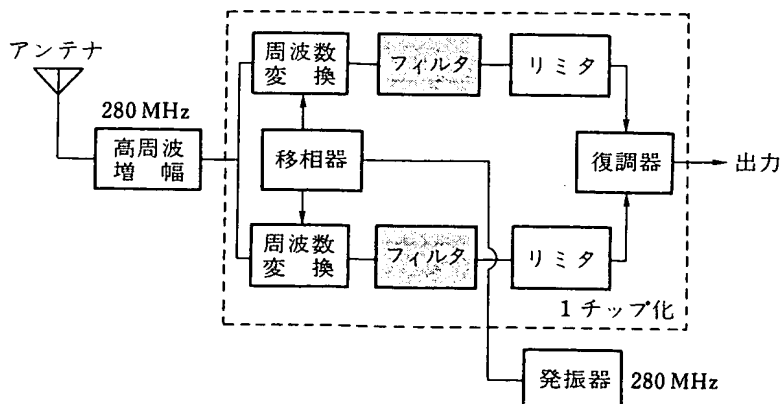 アンテナ
280 MHz
高周波
増幅
周波数
変換
フィルタ
リミタ
移相器
復調器
出力
周波数
変換
フィルタ
リミタ
1チップ化
発振器
280 MHz